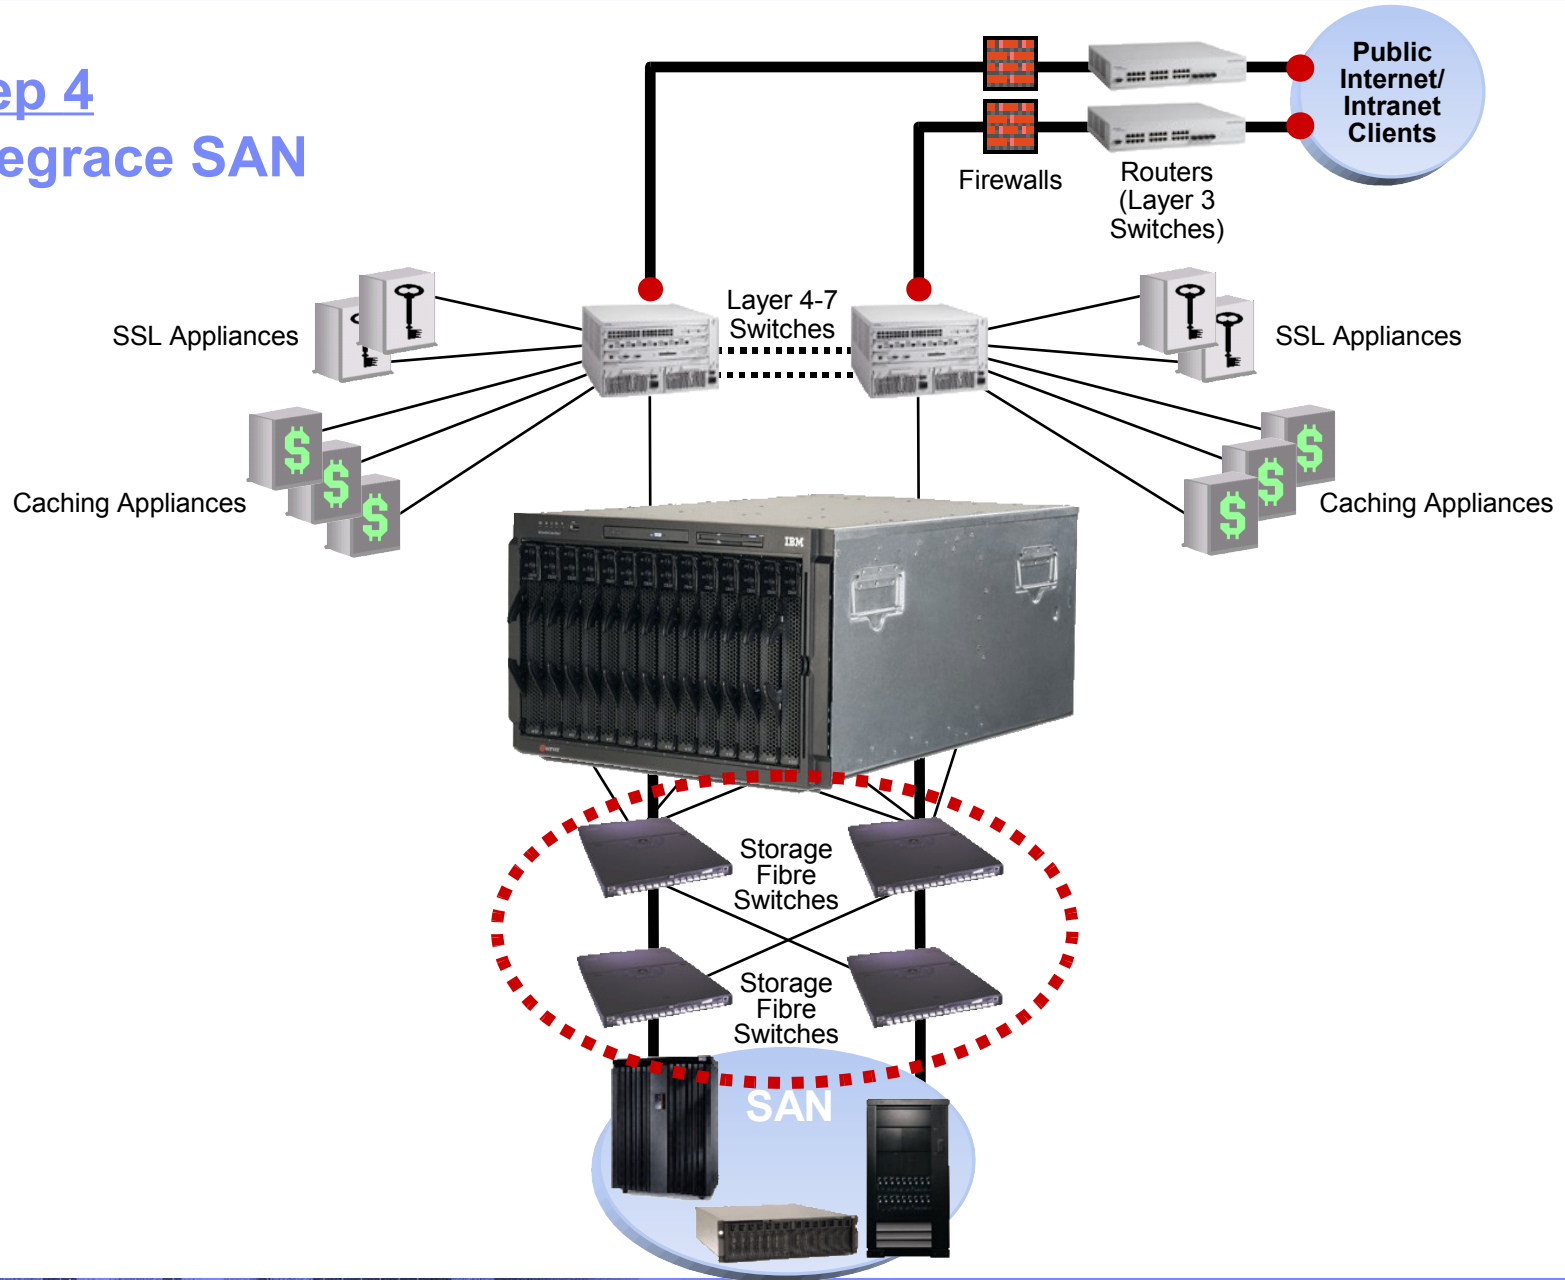 ep 4
egrace SAN
Public
Internet/
Intranet
Clients
Firewalls
Routers
(Layer 3
Switches)
Layer 4-7
Switches
SSL Appliances
SSL Appliances
Caching Appliances
Caching Appliances
$
$
$
$
$
$
IBM
Storage
Fibre
Switches
Storage
Fibre
Switches
SAN